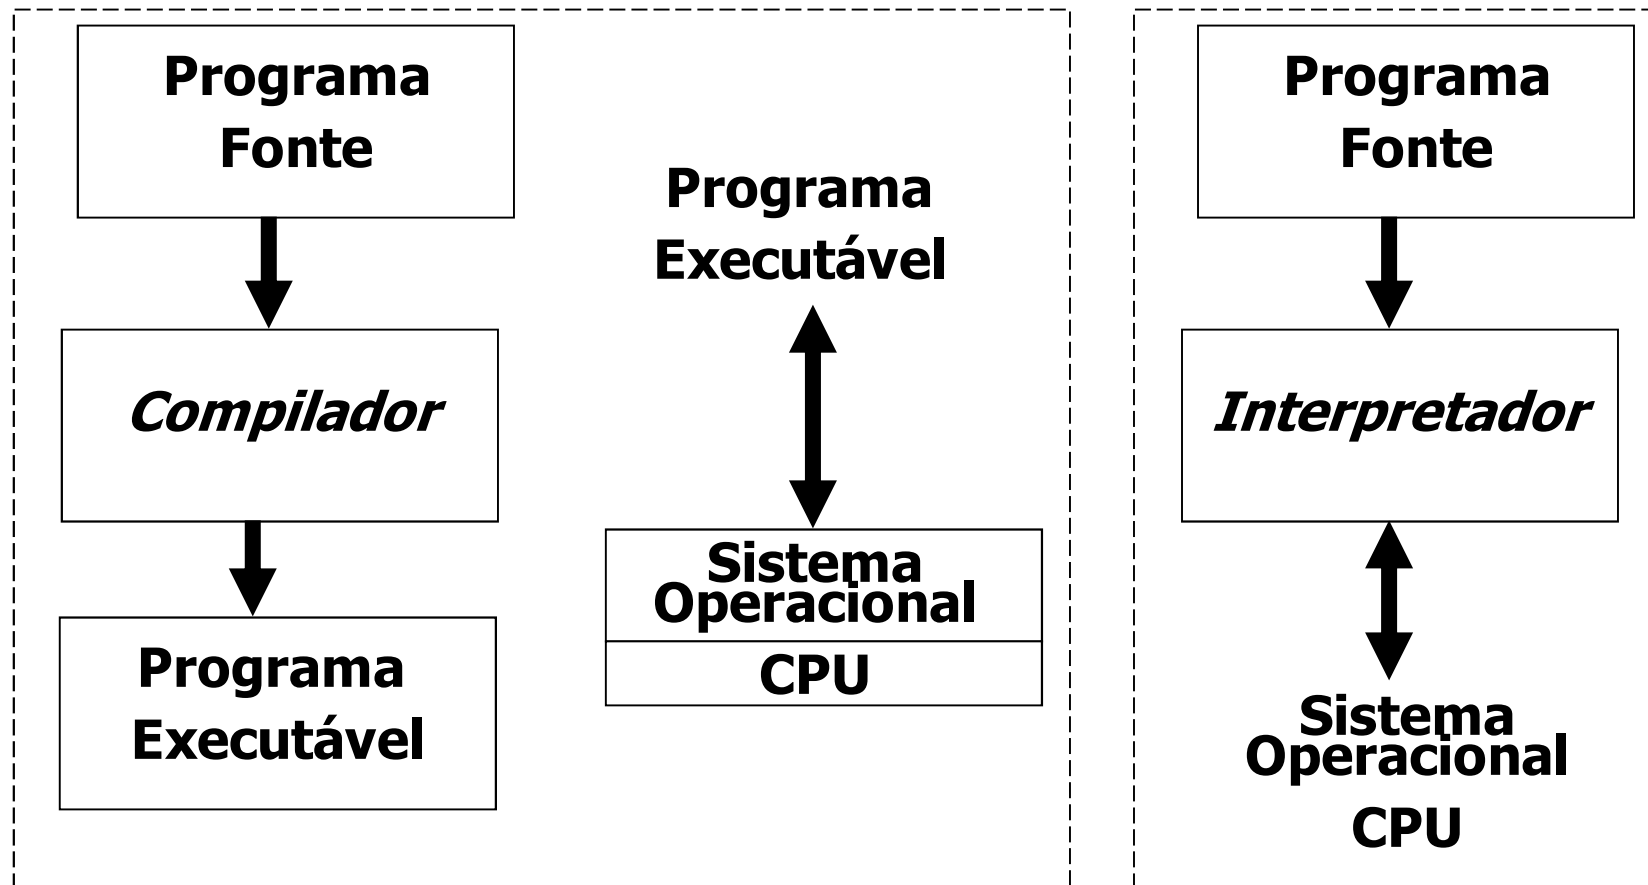 Programa
Fonte
Compilador
Programa
Executável
Programa
Executável
Sistema
Operacional
CPU
Programa
Fonte
Interpretador
Sistema
Operacional
CPU